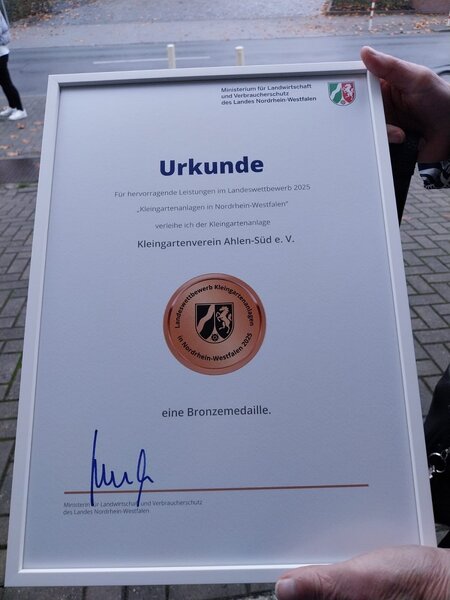 Ministerium für Landwirtschaft
und Verbraucherschutz
des Landes Nordrhein-Westfalen
Urkunde
Für hervorragende Leistungen im Landeswettbewerb 2025
„Kleingartenanlagen in Nordrhein-Westfalen“
verleihe ich der Kleingartenanlage
Kleingartenverein Ahlen-Süd e. V.
Landeswettbewerb Kleingartenanlagen
in Nordrhein-Westfalen 2025
eine Bronzemedaille.
Ministerin für Landwirtschaft und Verbraucherschutz
des Landes Nordrhein-Westfalen